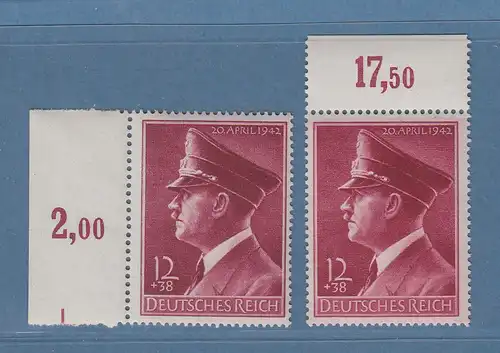 17,50
2,00
20. APRIL 1942
12
+38
DEUTSCHES REICH
20. APRIL 1942
12
+38
DEUTSCHES REICH